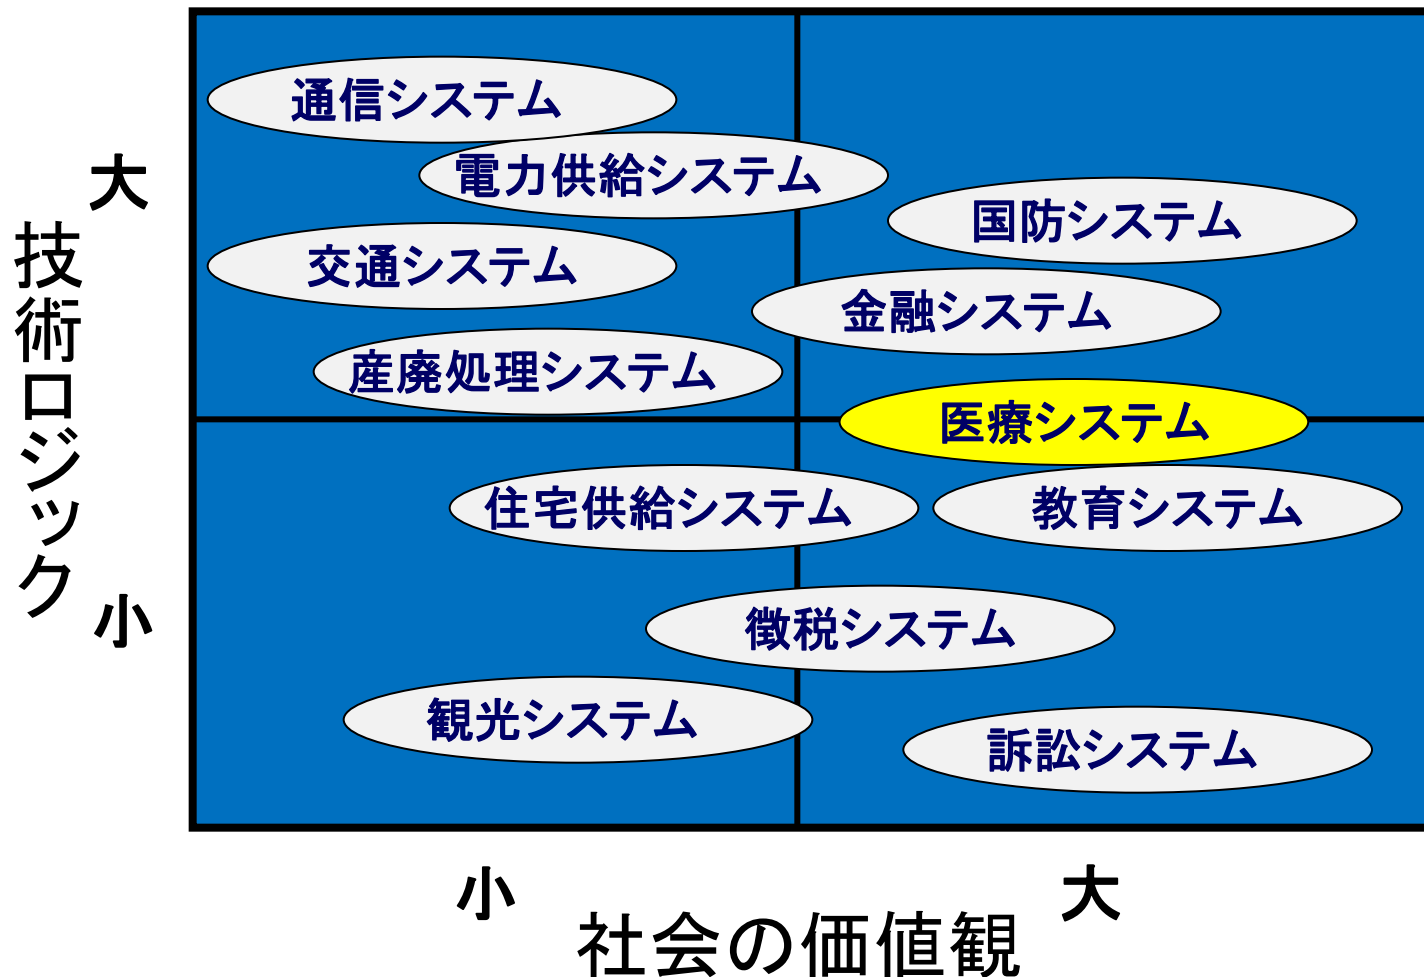 通信システム
電力供給システム
国防システム
交通システム
金融システム
産廃処理システム
医療システム
住宅供給システム
教育システム
徴税システム
観光システム
訴訟システム
大
技術ロジック
小
小
大
社会の価値観